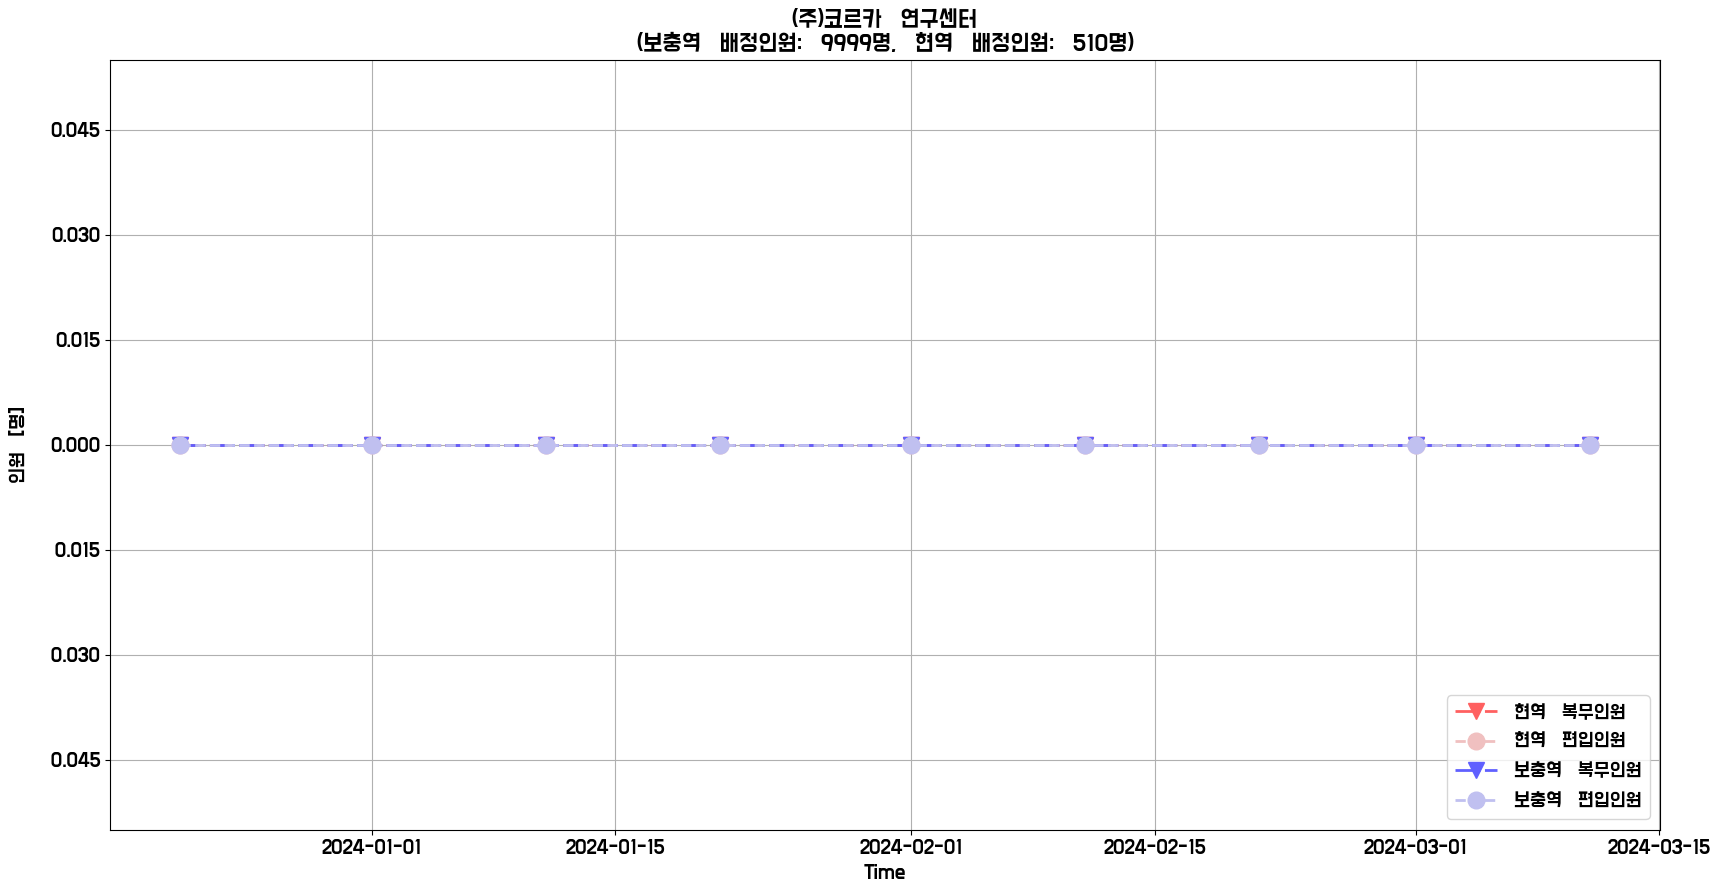 (주)코르카 연구센터
(보충역 배정인원: 9999명, 현역 배정인원: 510명)
인원 [명]
0.045
0.030
0.015
0.000
0.015
0.030
0.045
현역 복무인원
현역 편입인원
보충역 복무인원
보충역 편입인원
2024-01-01 2024-01-15 2024-02-01 2024-02-15 2024-03-01 2024-03-15
Time